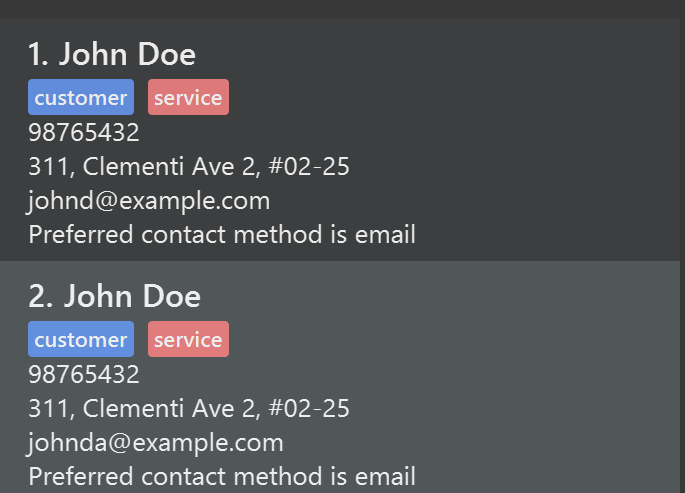 1. John Doe
customer service
98765432
311, Clementi Ave 2, #02-25
johnd@example.com
Preferred contact method is email
2. John Doe
customer service
98765432
311, Clementi Ave 2, #02-25
johnda@example.com
Preferred contact method is email